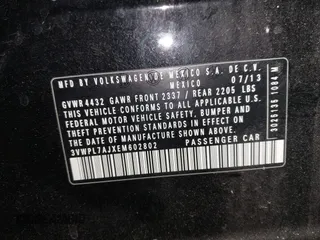 MFD BY VOLKSWAGEN DE MEXICO S.A. DE C.V.
MEXICO 07/13
GVWR 4432 GAWR FRONT 2337 / REAR 2205 LBS
THIS VEHICLE CONFORMS TO ALL APPLICABLE
FEDERAL MOTOR VEHICLE SAFETY, BUMPER AND
THEFT PREVENTION STANDARDS IN EFFECT ON THE
DATE OF MANUFACTURE SHOWN ABOVE
3VWPL7AJXEM602802 PASSENGER CAR